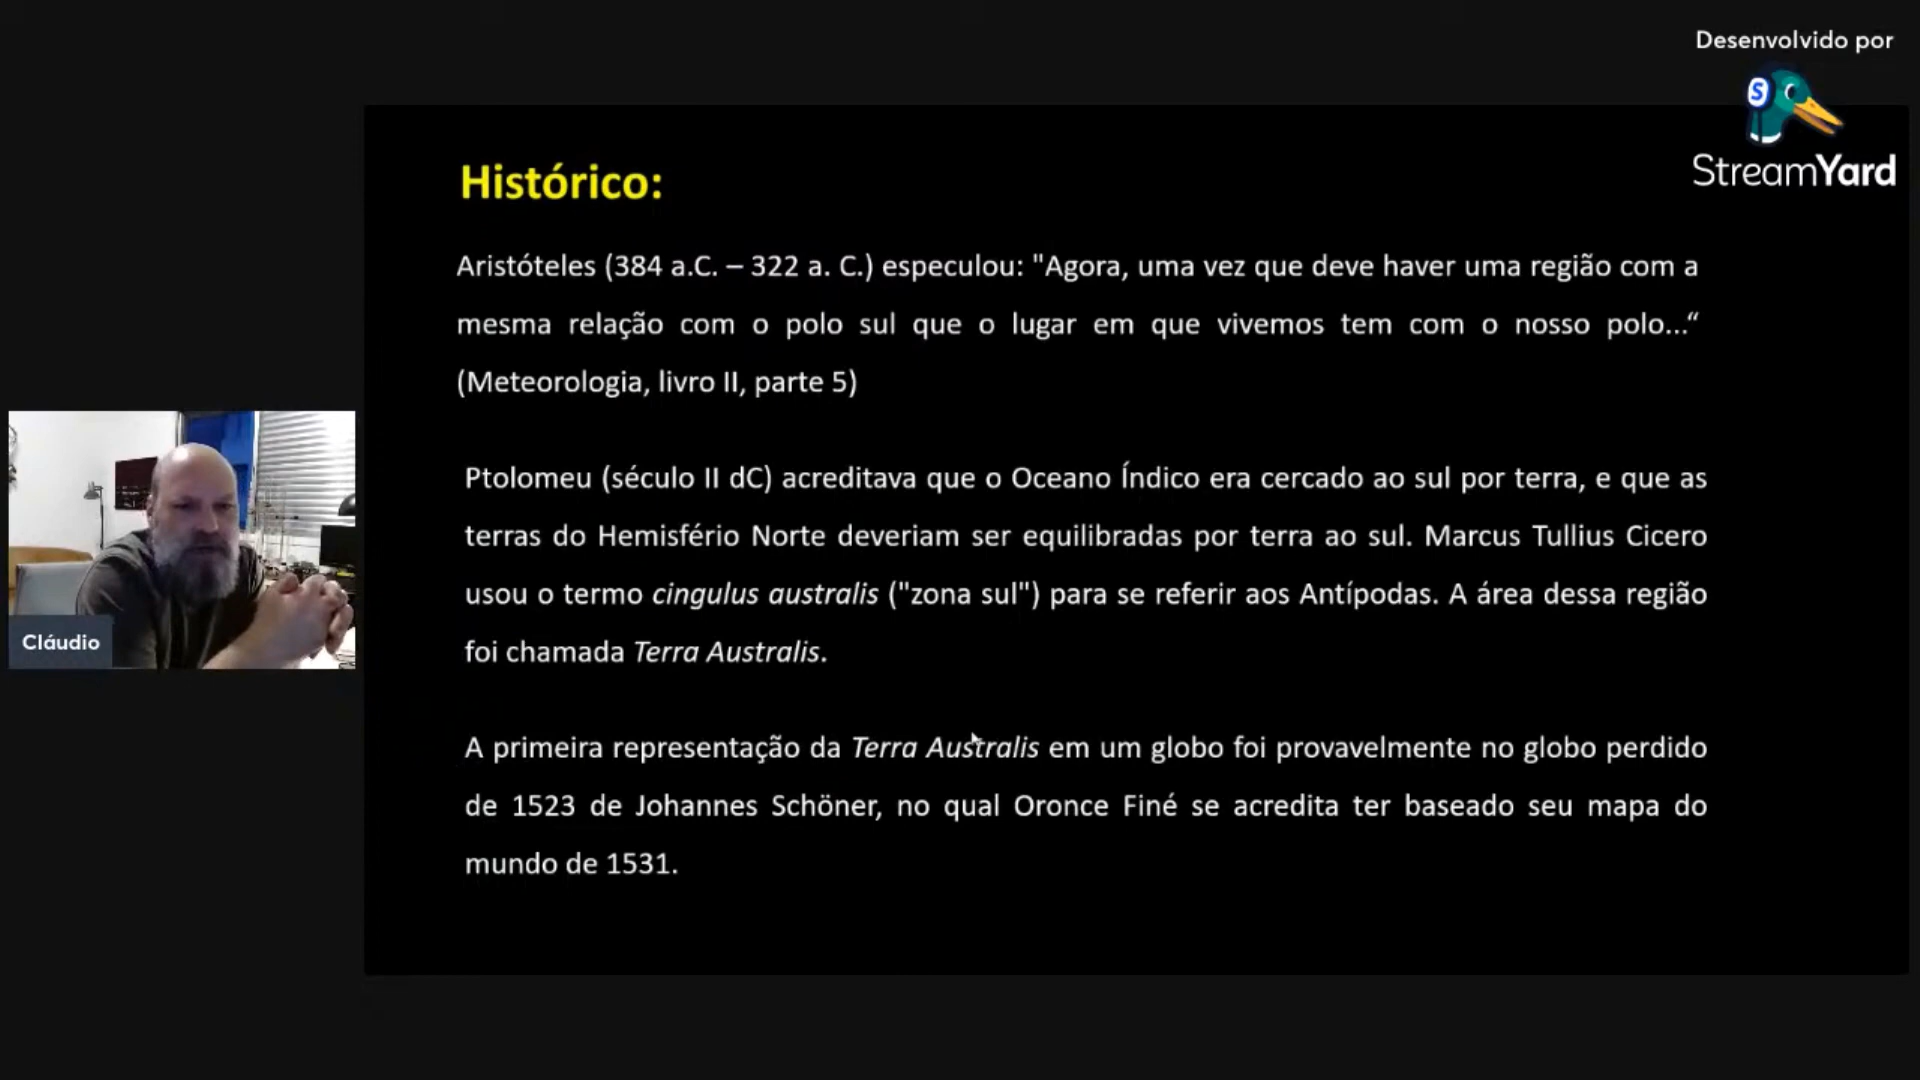 Desenvolvido por
StreamYard
Histórico:
Aristóteles (384 a.C. – 322 a. C.) especulou: "Agora, uma vez que deve haver uma região com a
mesma relação com o polo sul que o lugar em que vivemos tem com o nosso polo...“
(Meteorologia, livro II, parte 5)
Ptolomeu (século II dC) acreditava que o Oceano Índico era cercado ao sul por terra, e que as
terras do Hemisfério Norte deveriam ser equilibradas por terra ao sul. Marcus Tullius Cicero
usou o termo cingulus australis ("zona sul") para se referir aos Antípodas. A área dessa região
foi chamada Terra Australis.
A primeira representação da Terra Australis em um globo foi provavelmente no globo perdido
de 1523 de Johannes Schöner, no qual Oronce Finé se acredita ter baseado seu mapa do
mundo de 1531.
Cláudio